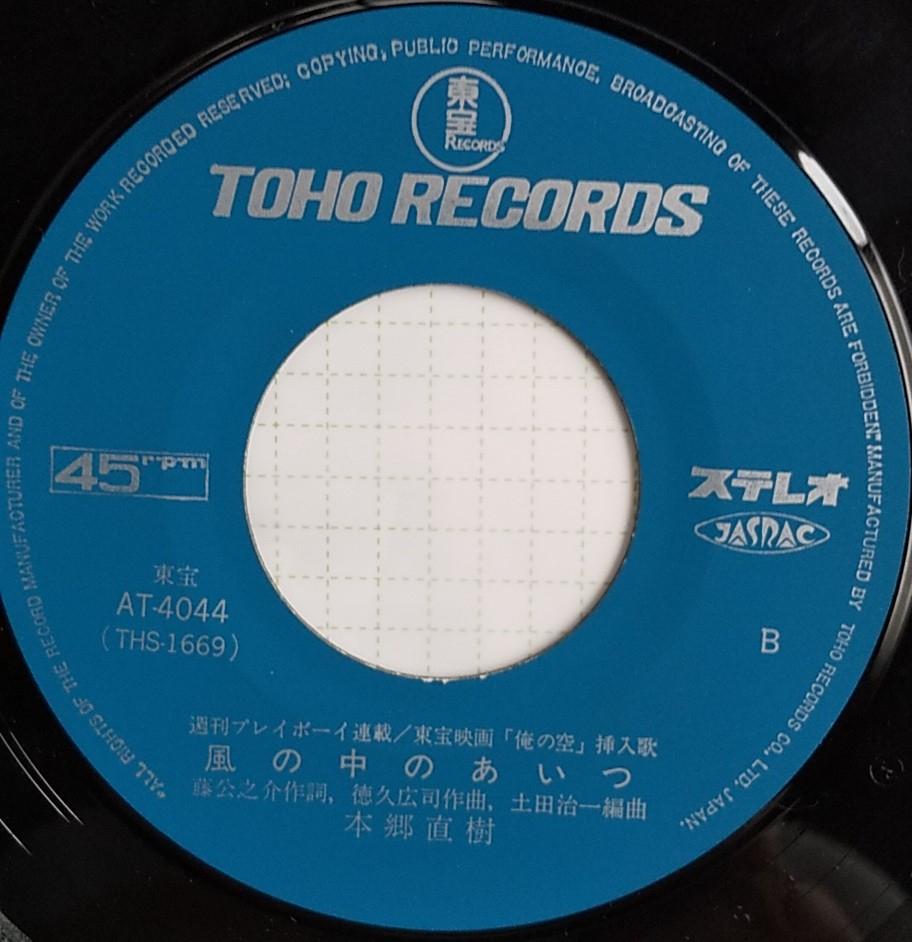 "ALL RIGHTS OF THE RECORD MANUFACTURER AND OF THE OWNER OF THE WORK RECORDED RESERVED; COPYING, PUBLIC PERFORMANCE, BROADCASTING OF THESE RECORDS ARE FORBIDDEN." MANUFACTURED BY TOHO RECORDS CO., LTD. JAPAN.
東宝
RECORDS
TOHO RECORDS
45rpm
ステレオ
JASRAC
東宝
AT-4044
(THS-1669)
B
週刊プレイボーイ連載/東宝映画「俺の空」挿入歌
風の中のあいつ
藤公之介作詞, 徳久広司作曲, 土田治一編曲
本郷直樹